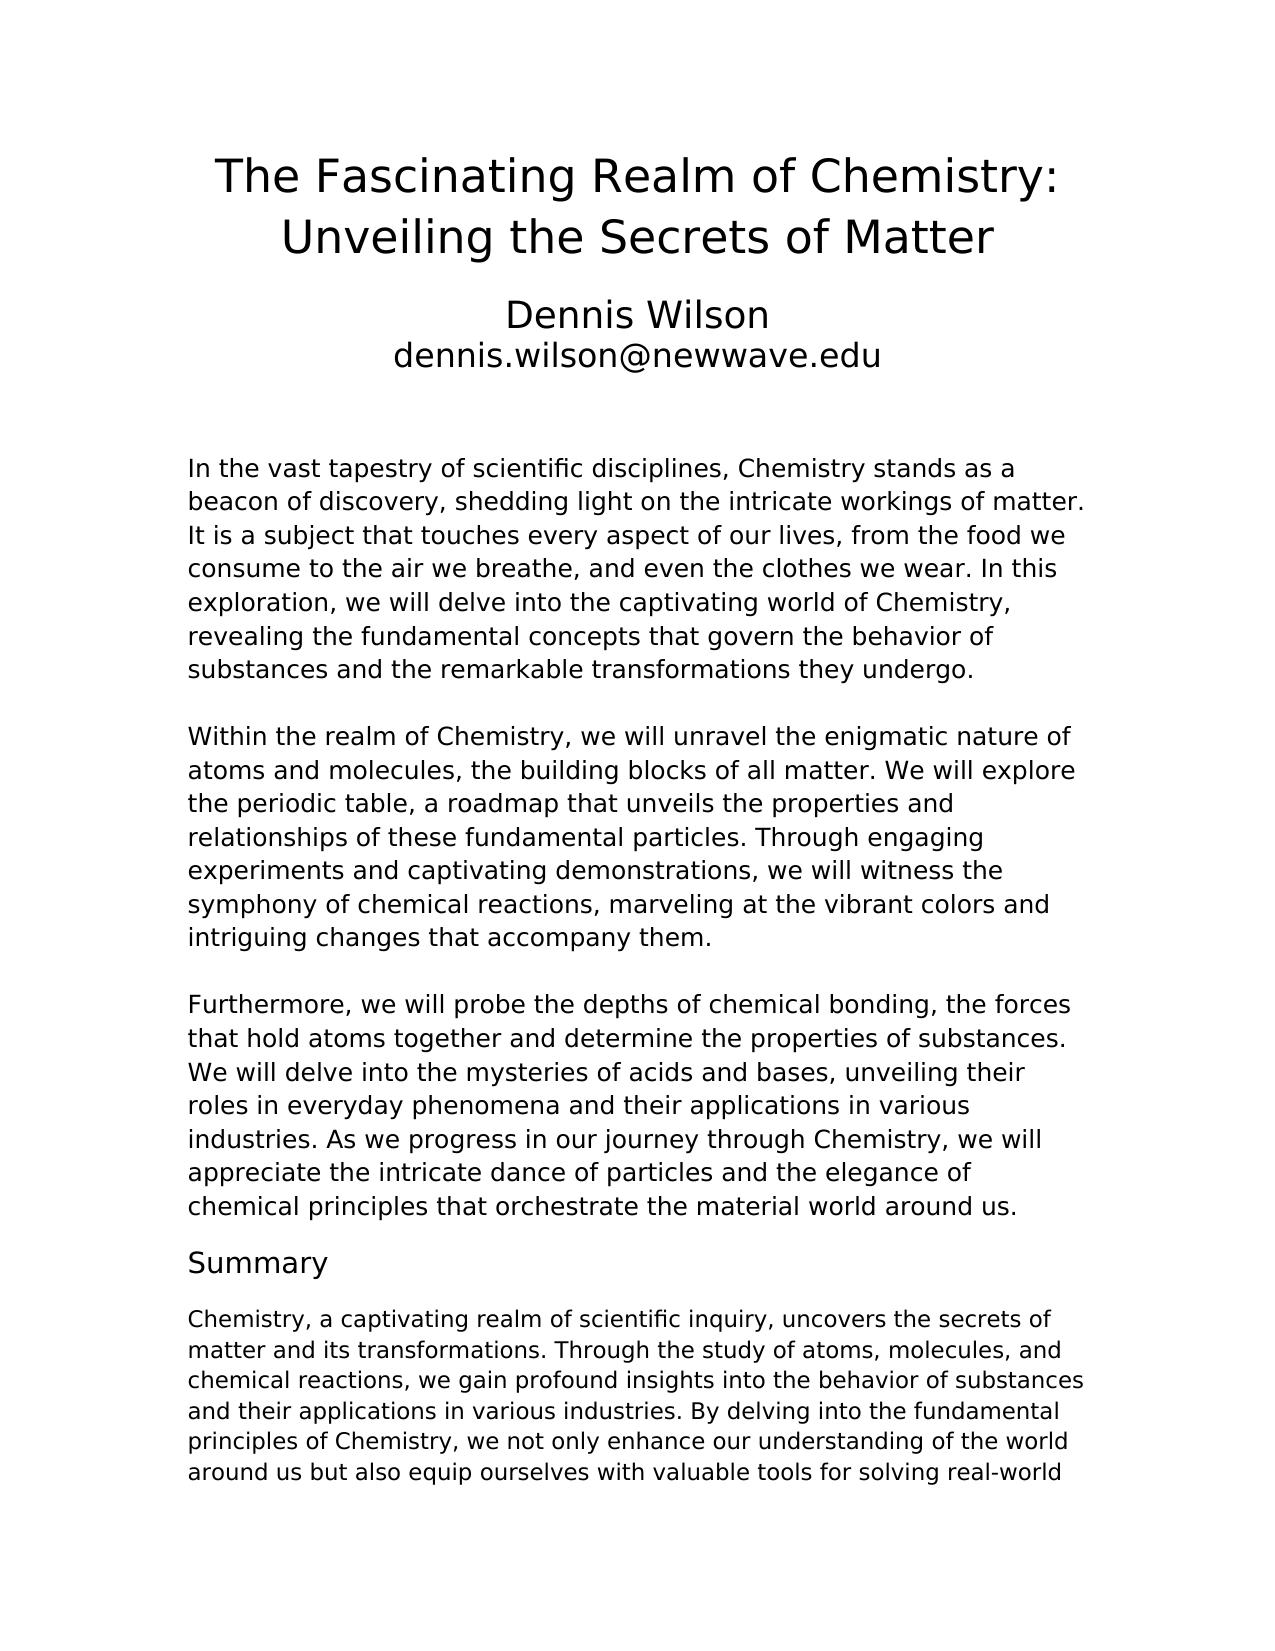 The Fascinating Realm of Chemistry:
Unveiling the Secrets of Matter
Dennis Wilson
dennis.wilson@newwave.edu
In the vast tapestry of scientific disciplines, Chemistry stands as a
beacon of discovery, shedding light on the intricate workings of matter.
It is a subject that touches every aspect of our lives, from the food we
consume to the air we breathe, and even the clothes we wear. In this
exploration, we will delve into the captivating world of Chemistry,
revealing the fundamental concepts that govern the behavior of
substances and the remarkable transformations they undergo.
Within the realm of Chemistry, we will unravel the enigmatic nature of
atoms and molecules, the building blocks of all matter. We will explore
the periodic table, a roadmap that unveils the properties and
relationships of these fundamental particles. Through engaging
experiments and captivating demonstrations, we will witness the
symphony of chemical reactions, marveling at the vibrant colors and
intriguing changes that accompany them.
Furthermore, we will probe the depths of chemical bonding, the forces
that hold atoms together and determine the properties of substances.
We will delve into the mysteries of acids and bases, unveiling their
roles in everyday phenomena and their applications in various
industries. As we progress in our journey through Chemistry, we will
appreciate the intricate dance of particles and the elegance of
chemical principles that orchestrate the material world around us.
Summary
Chemistry, a captivating realm of scientific inquiry, uncovers the secrets of
matter and its transformations. Through the study of atoms, molecules, and
chemical reactions, we gain profound insights into the behavior of substances
and their applications in various industries. By delving into the fundamental
principles of Chemistry, we not only enhance our understanding of the world
around us but also equip ourselves with valuable tools for solving real-world